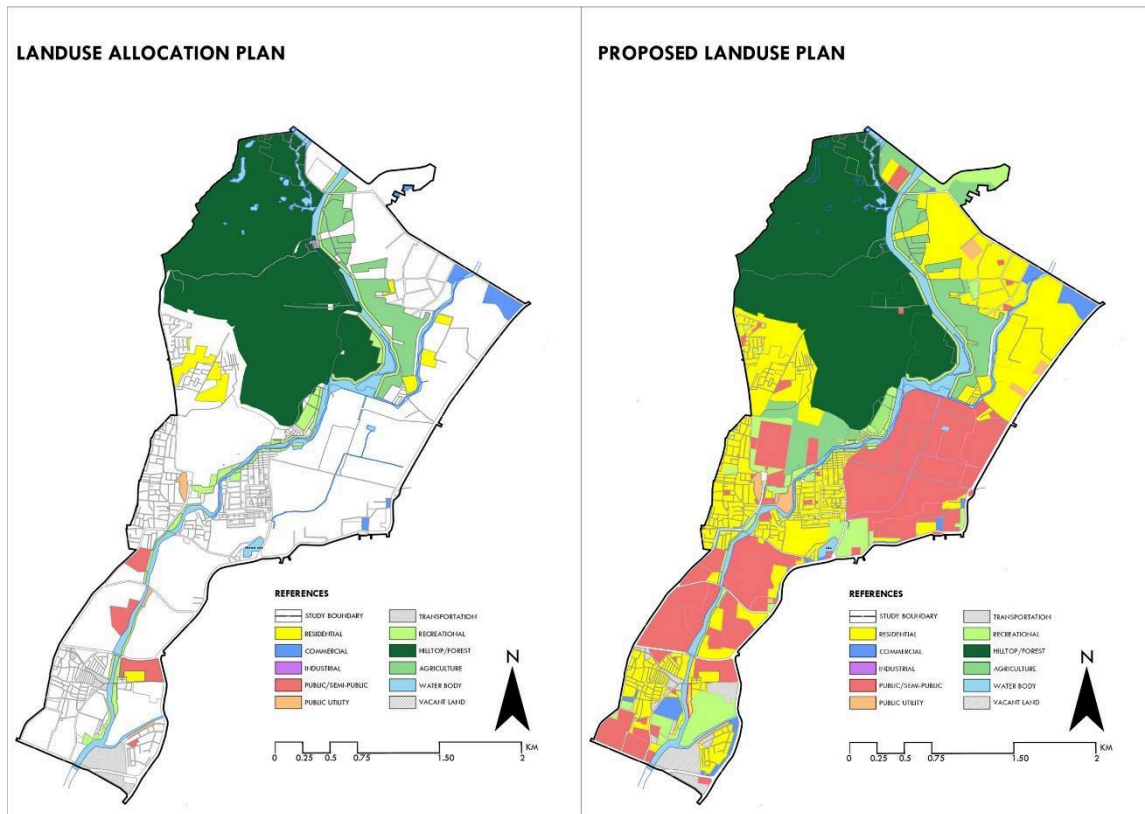 LANDUSE ALLOCATION PLAN
REFERENCES
STUDY BOUNDARY
RESIDENTIAL
COMMERCIAL
INDUSTRIAL
PUBLIC/SEMI-PUBLIC
PUBLIC UTILITY
TRANSPORTATION
RECREATIONAL
HILLTOP/FOREST
AGRICULTURE
WATER BODY
VACANT LAND
N
KM
0 0.25 0.5 0.75 1.50 2
PROPOSED LANDUSE PLAN
REFERENCES
STUDY BOUNDARY
RESIDENTIAL
COMMERCIAL
INDUSTRIAL
PUBLIC/SEMI-PUBLIC
PUBLIC UTILITY
TRANSPORTATION
RECREATIONAL
HILLTOP/FOREST
AGRICULTURE
WATER BODY
VACANT LAND
N
KM
0 0.25 0.5 0.75 1.50 2